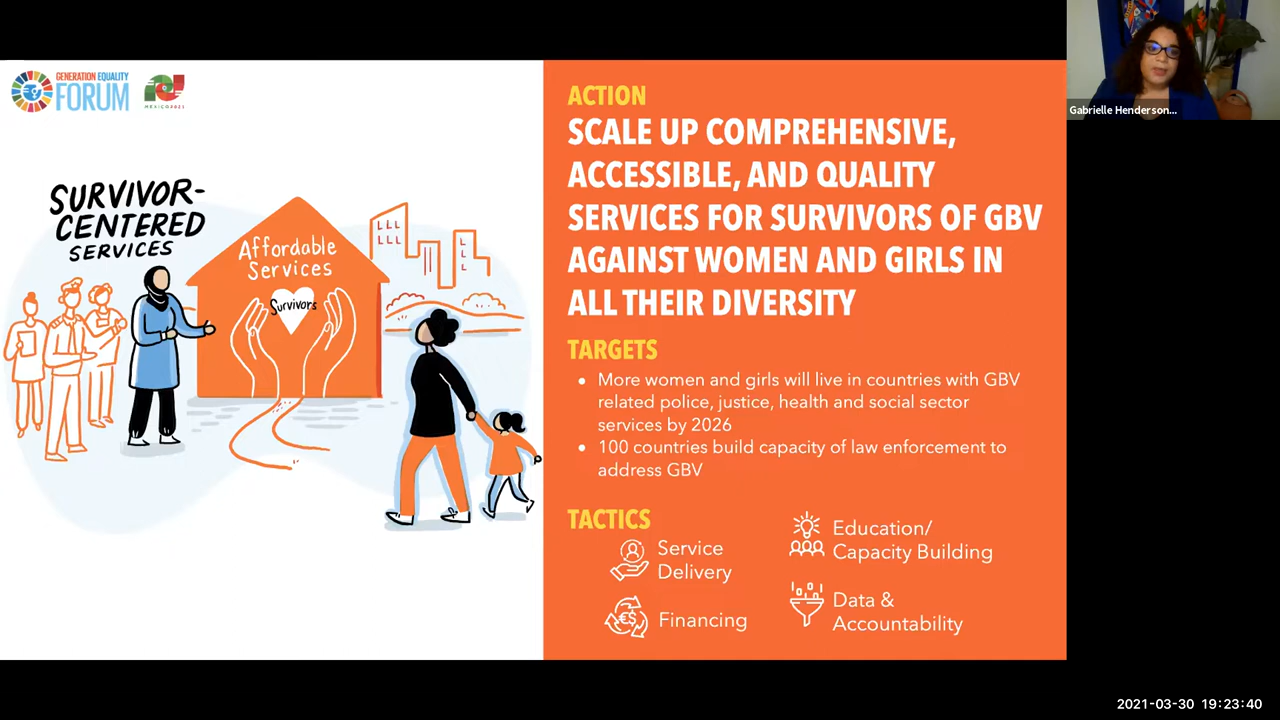 GENERATION EQUALITY
FORUM
MEXICO 2021
SURVIVOR-
CENTERED
SERVICES
Affordable
Services
Survivors
ACTION
SCALE UP COMPREHENSIVE,
ACCESSIBLE, AND QUALITY
SERVICES FOR SURVIVORS OF GBV
AGAINST WOMEN AND GIRLS IN
ALL THEIR DIVERSITY
TARGETS
• More women and girls will live in countries with GBV
related police, justice, health and social sector
services by 2026
• 100 countries build capacity of law enforcement to
address GBV
TACTICS
Service
Delivery
€$
Financing
Education/
Capacity Building
Data &
Accountability
Gabrielle Henderson...
2021-03-30 19:23:40